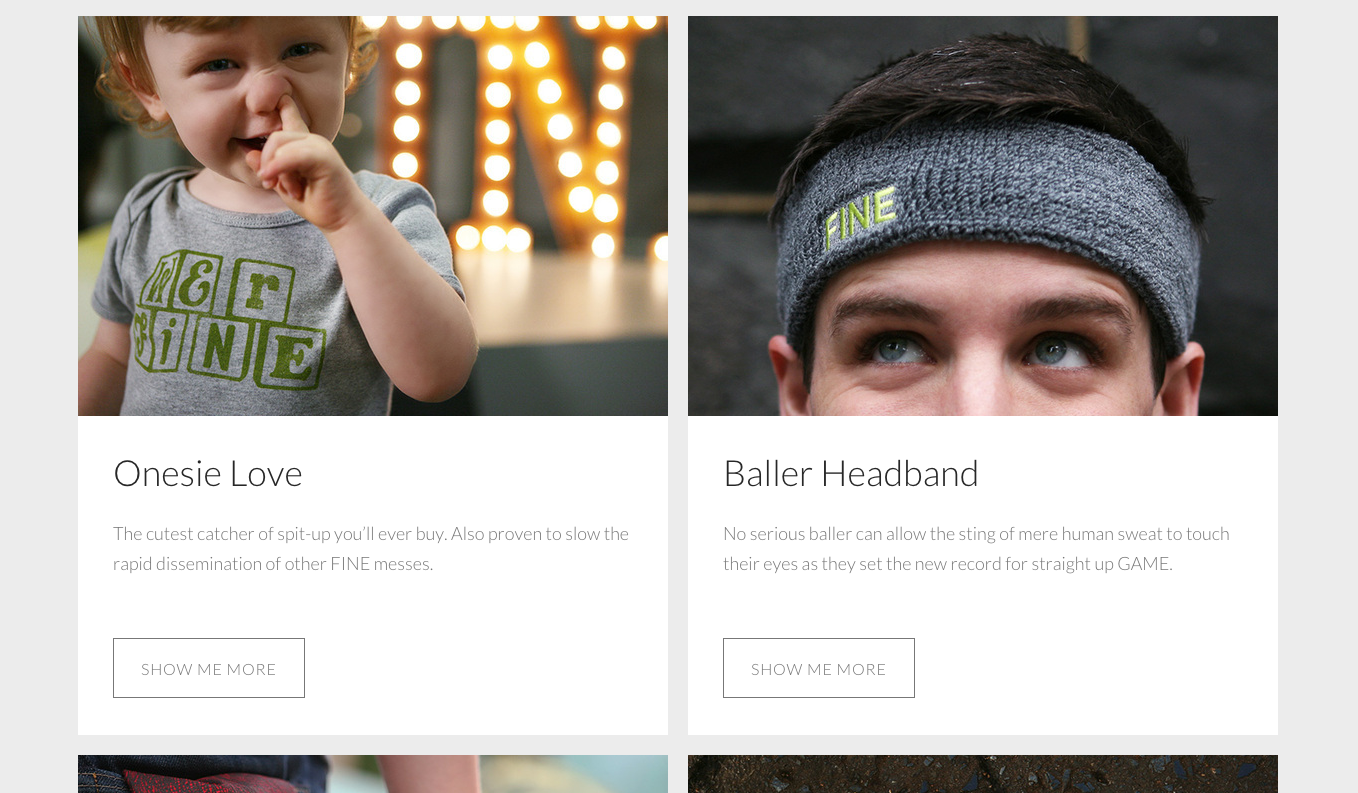 NEr
FiNE
IN
FINE
Onesie Love
The cutest catcher of spit-up you’ll ever buy. Also proven to slow the
rapid dissemination of other FINE messes.
SHOW ME MORE
Baller Headband
No serious baller can allow the sting of mere human sweat to touch
their eyes as they set the new record for straight up GAME.
SHOW ME MORE